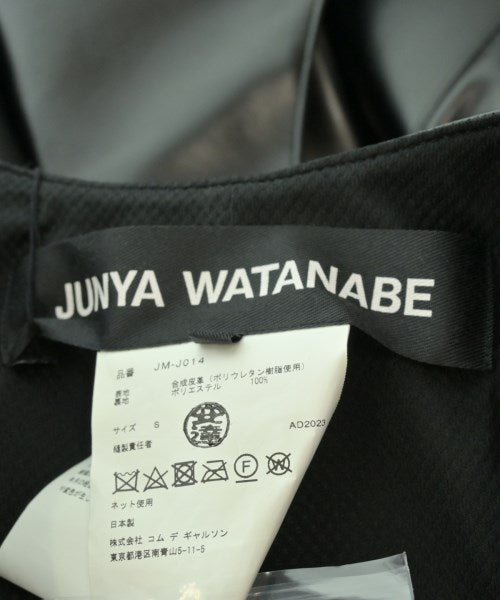 JUNYA WATANABE
品番 JM-J014
表地 合成皮革(ポリウレタン樹脂使用)
裏地 ポリエステル 100%
サイズ S
縫製責任者 AD2023
ネット使用
日本製
株式会社 コム デ ギャルソン
東京都港区南青山5-11-5